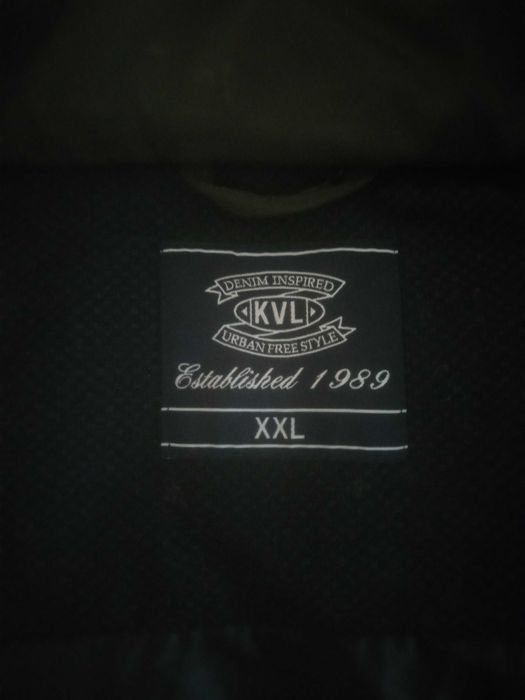 DENIM INSPIRED
KVL
URBAN FREE STYLE
Established 1989
XXL